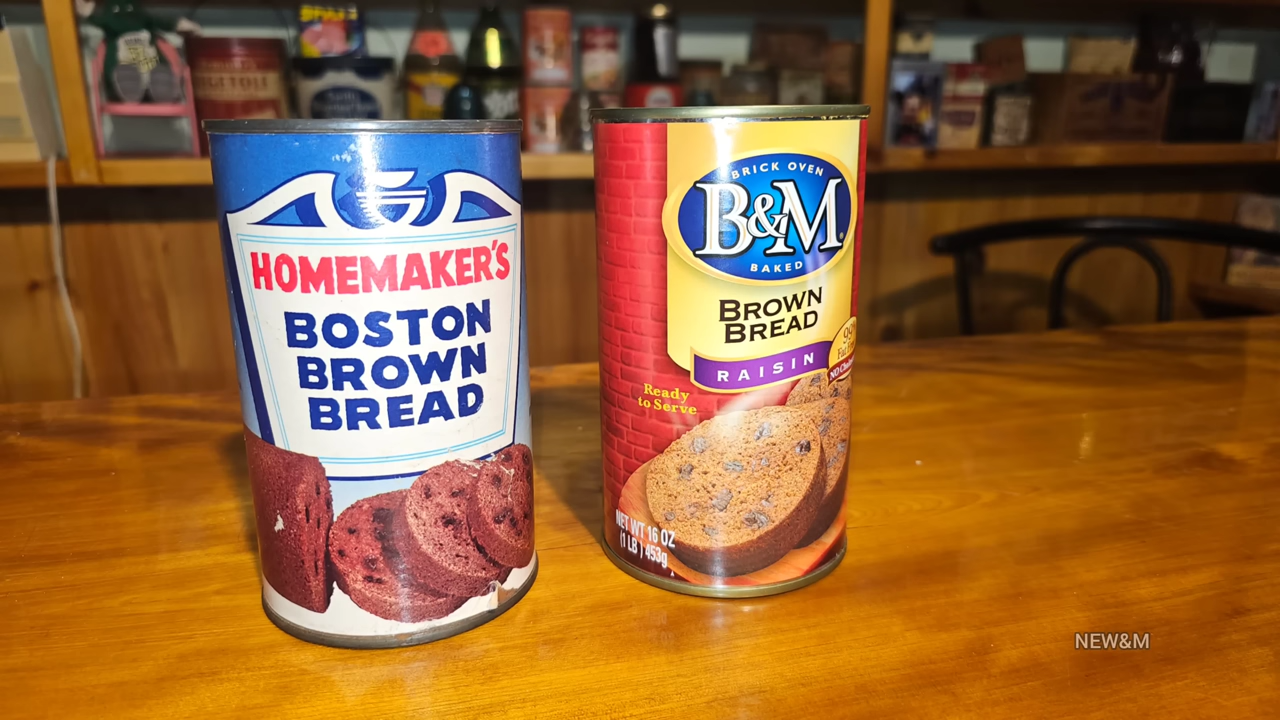 HOMEMAKER'S
BOSTON
BROWN
BREAD
BRICK OVEN
B&M
BAKED
BROWN
BREAD
RAISIN
Ready
to Serve
NET WT 16 OZ
(1 LB) 453g
NEW&M